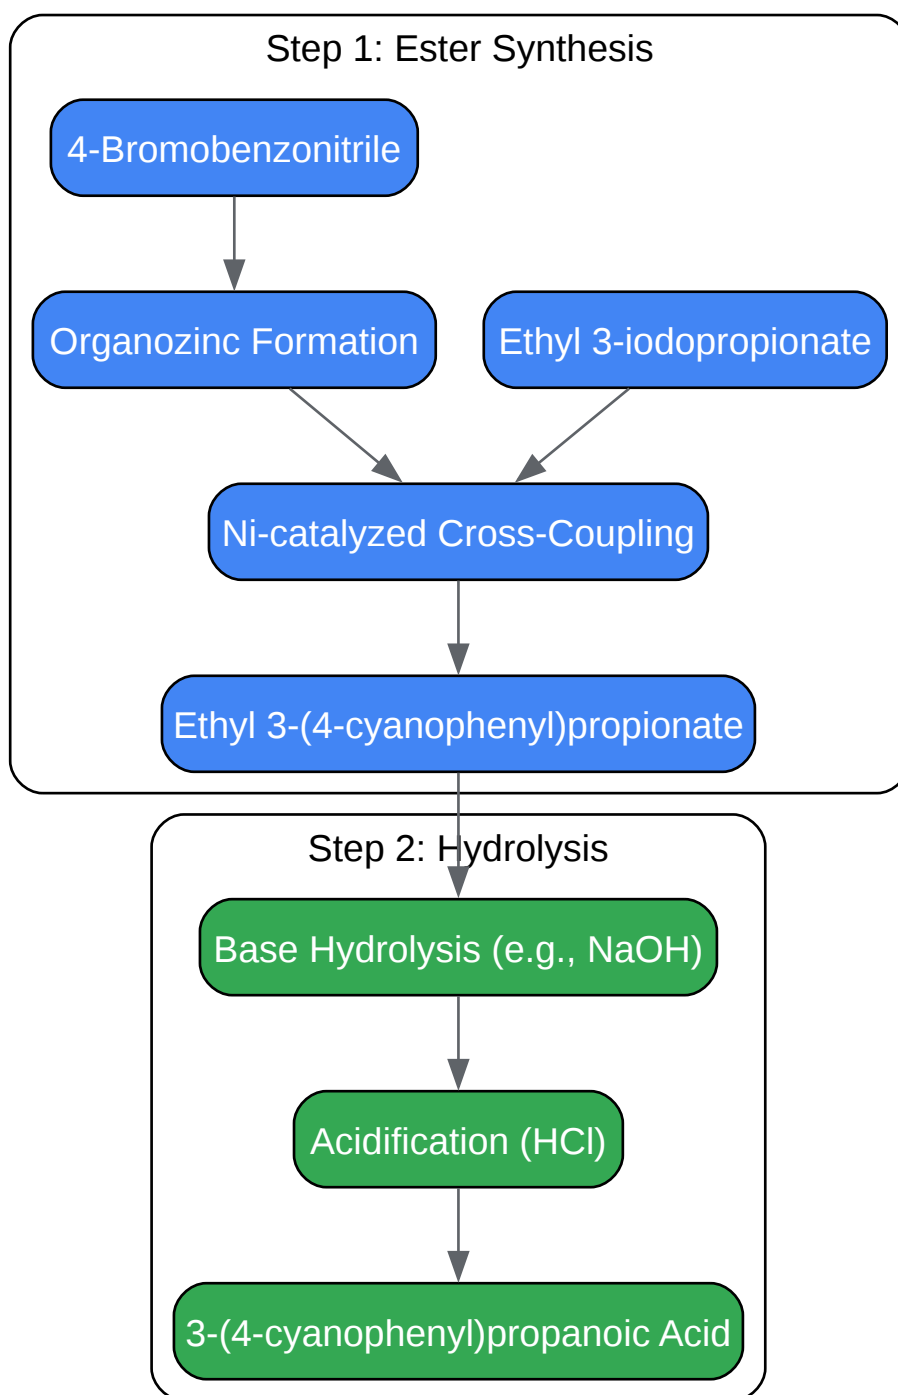 Step 1: Ester Synthesis
4-Bromobenzonitrile
Organozinc Formation
Ethyl 3-iodopropionate
Ni-catalyzed Cross-Coupling
Ethyl 3-(4-cyanophenyl)propionate
Step 2: Hydrolysis
Base Hydrolysis (e.g., NaOH)
Acidification (HCl)
3-(4-cyanophenyl)propanoic Acid